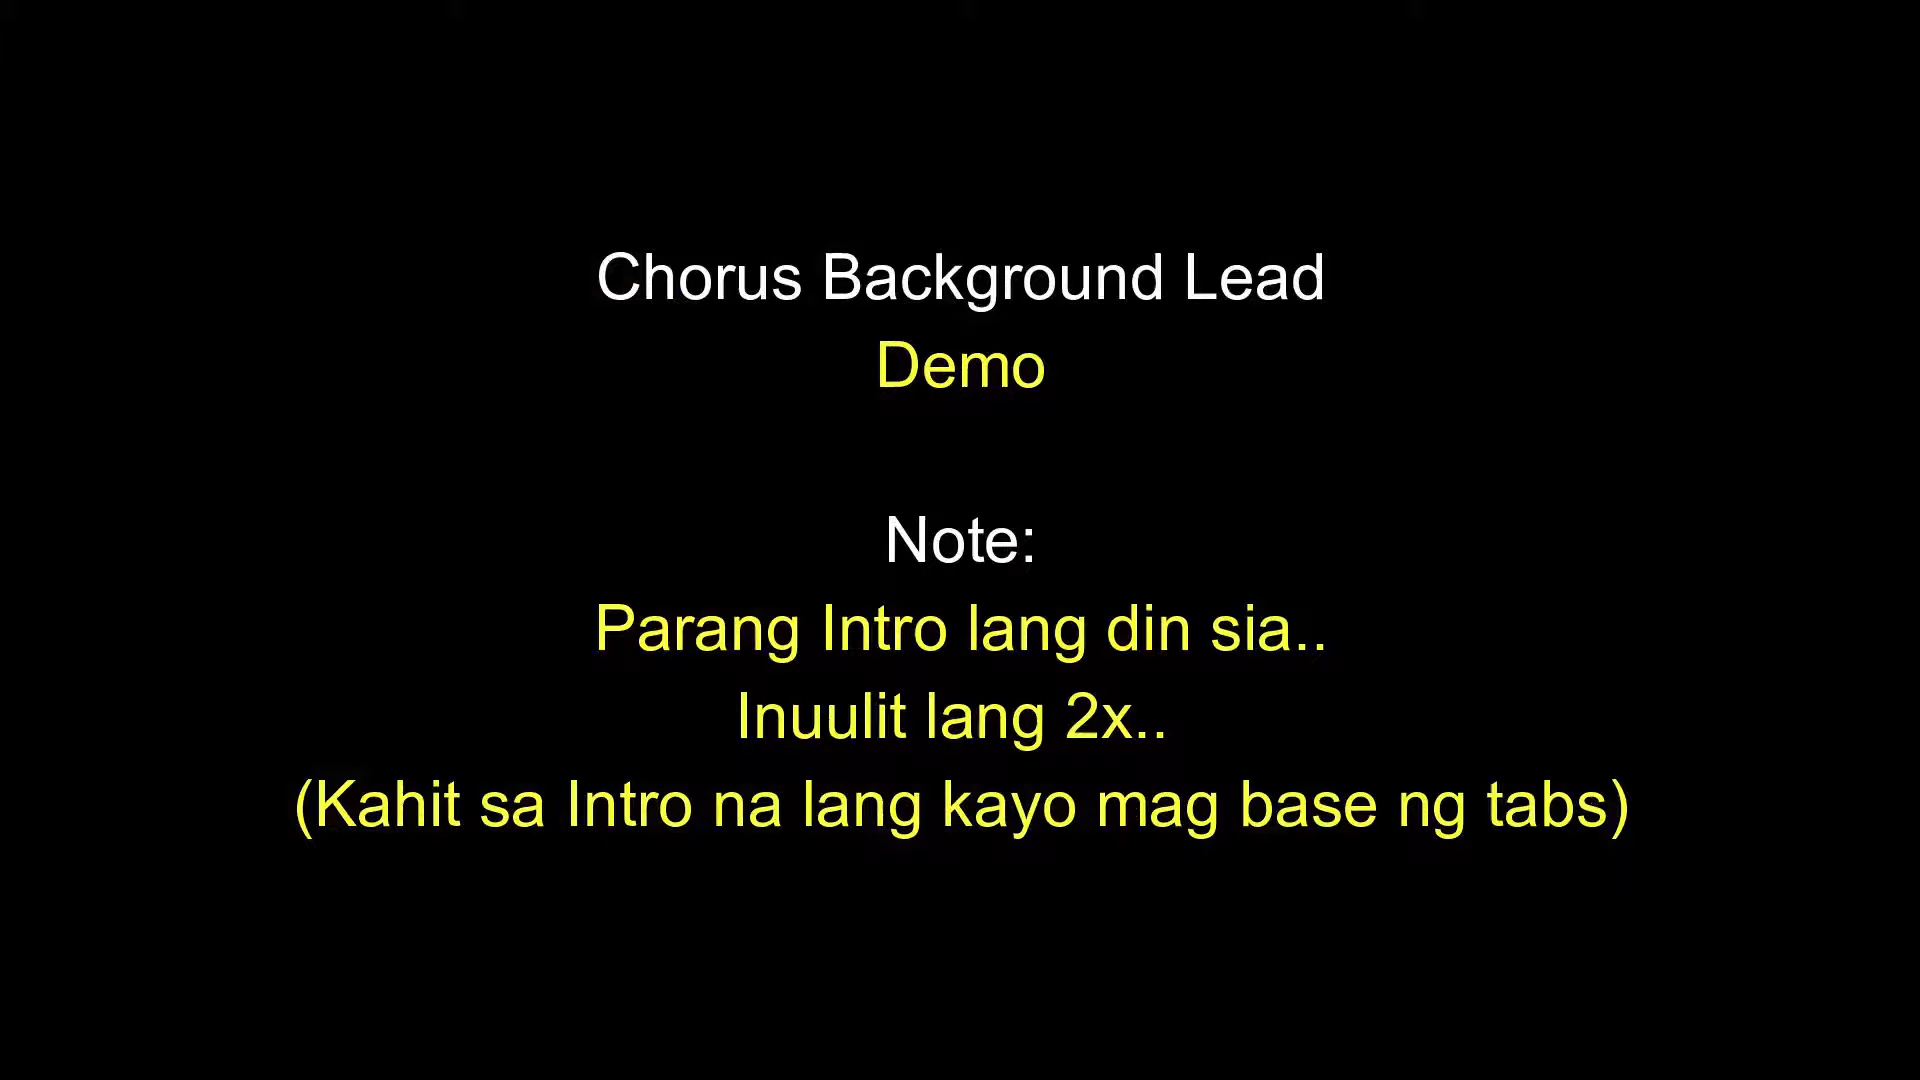 Chorus Background Lead
Demo
Note:
Parang Intro lang din sia..
Inuulit lang 2x..
(Kahit sa Intro na lang kayo mag base ng tabs)